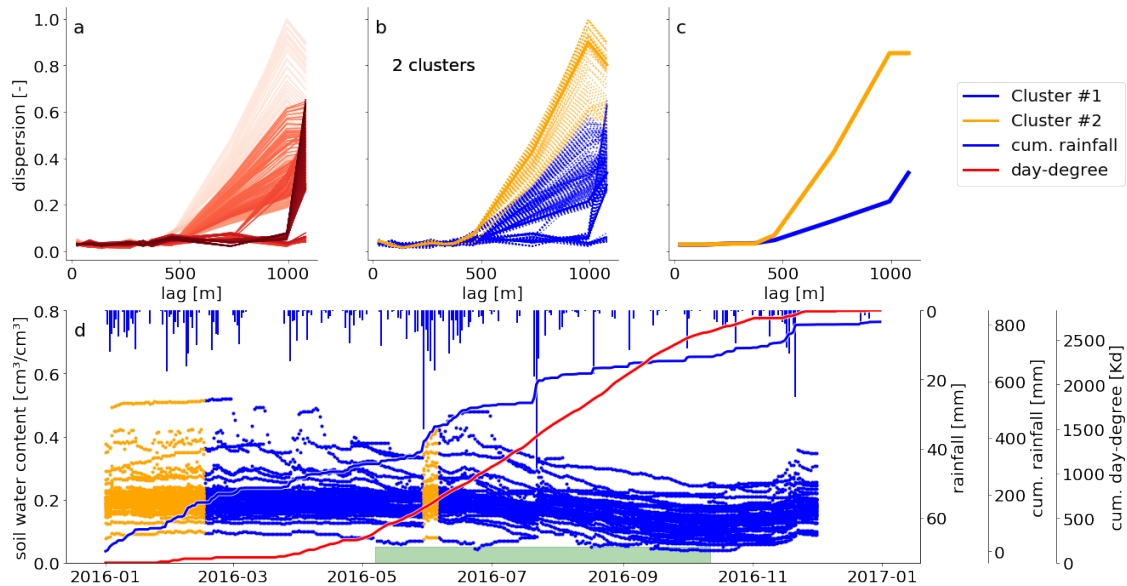 a
b
c
1.0
0.8
0.6
0.4
0.2
0.0
dispersion [-]
2 clusters
0 500 1000
0 500 1000
0 500 1000
lag [m]
lag [m]
lag [m]
Cluster #1
Cluster #2
cum. rainfall
day-degree
d
0.8
0.6
0.4
0.2
0.0
soil water content [cm³/cm³]
0
20
40
60
rainfall [mm]
800
600
400
200
0
cum. rainfall [mm]
2500
2000
1500
1000
500
0
cum. day-degree [Kd]
2016-01 2016-03 2016-05 2016-07 2016-09 2016-11 2017-01